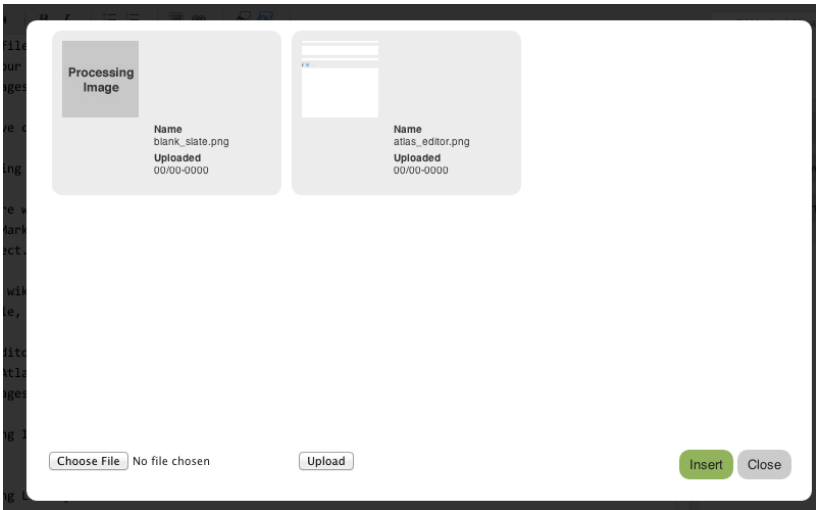 Processing
Image
Name
blank_slate.png
Uploaded
00/00-0000
Name
atlas_editor.png
Uploaded
00/00-0000
Choose File No file chosen
Upload
Insert
Close